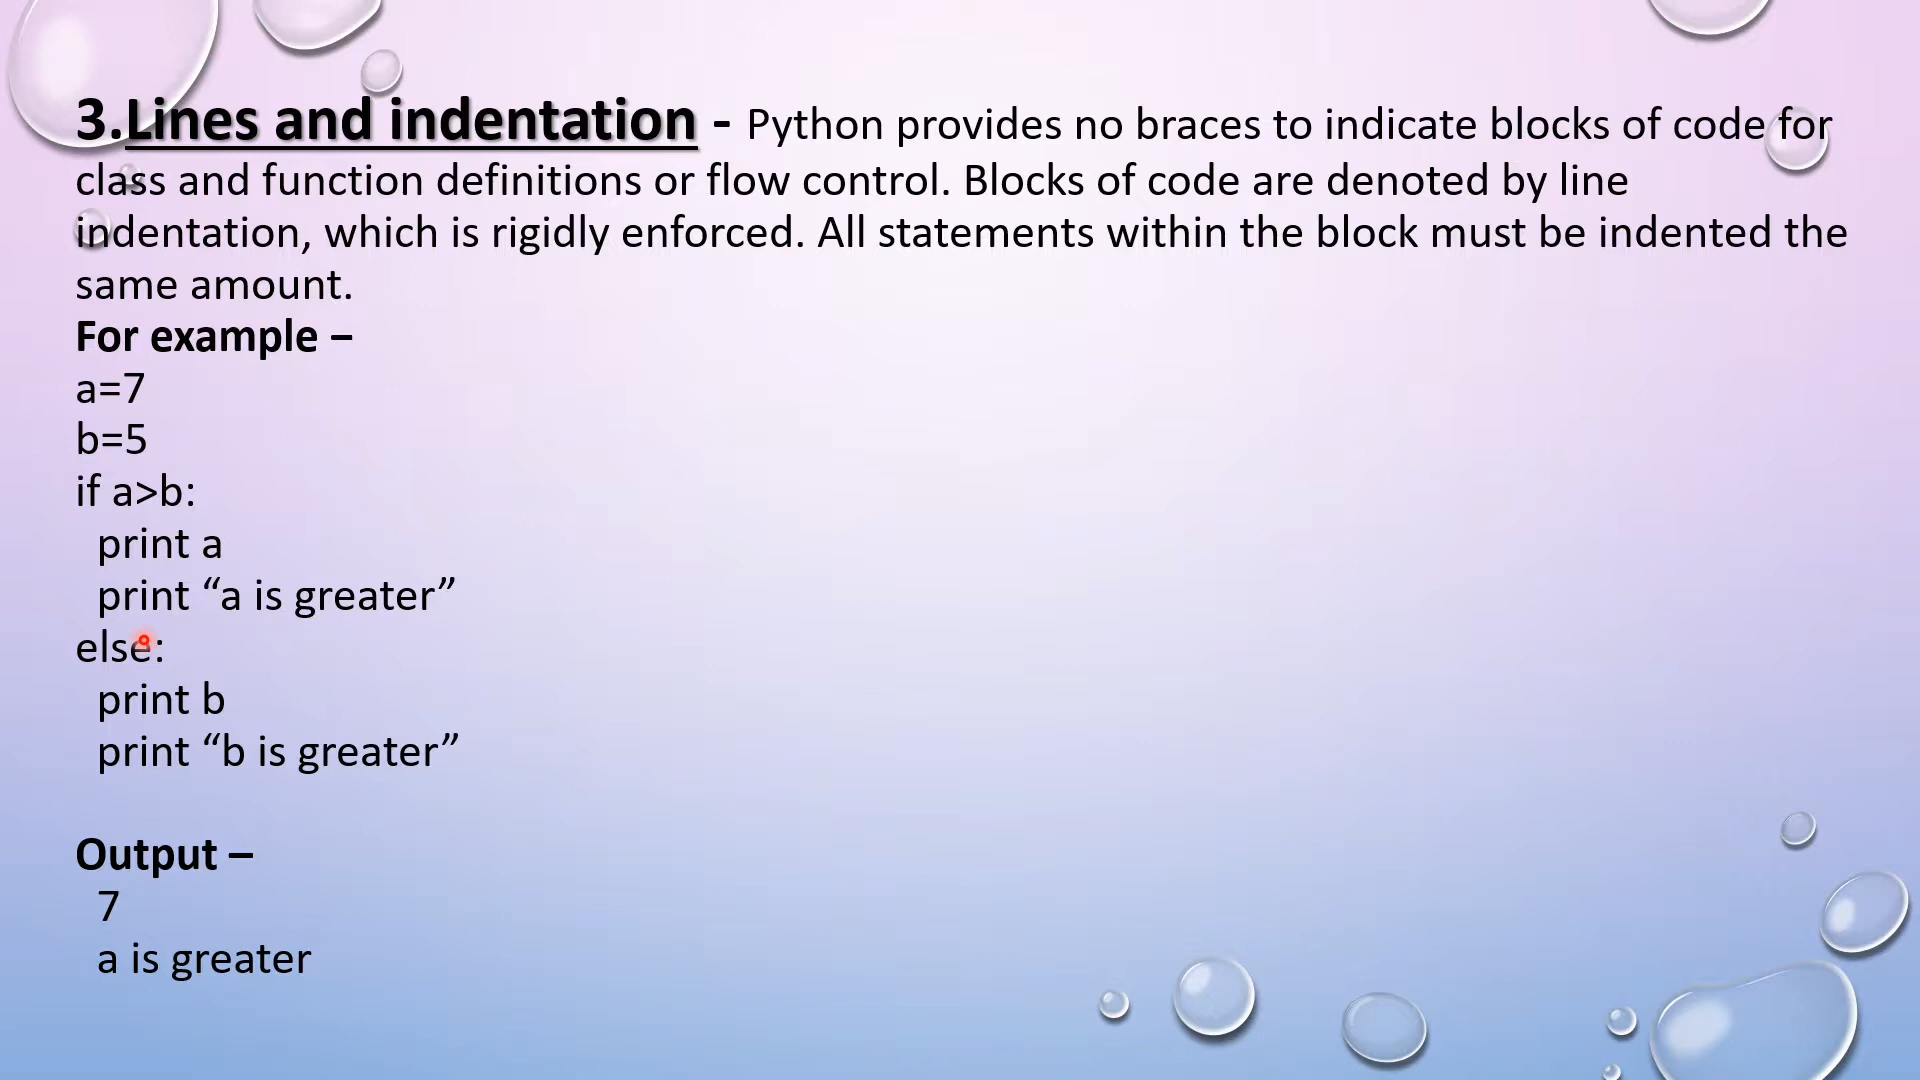 3.Lines and indentation - Python provides no braces to indicate blocks of code for
class and function definitions or flow control. Blocks of code are denoted by line
indentation, which is rigidly enforced. All statements within the block must be indented the
same amount.
For example –
a=7
b=5
if a>b:
  print a
  print “a is greater”
else:
  print b
  print “b is greater”

Output –
  7
  a is greater